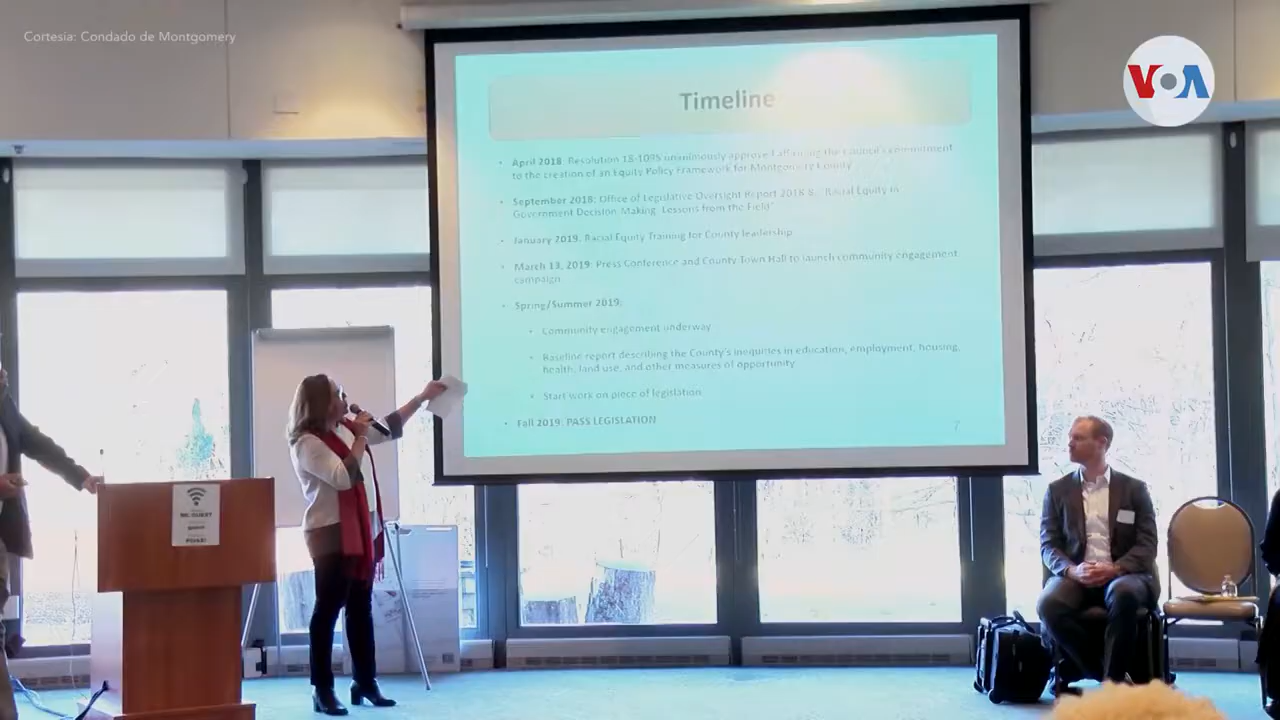 Cortesia: Condado de Montgomery
VOA
Timeline
• April 2018: Resolution 18-1095 unanimously approved affirming the Council's commitment
to the creation of an Equity Policy Framework for Montgomery County
• September 2018: Office of Legislative Oversight Report 2018-8, "Racial Equity in
Government Decision-Making: Lessons from the Field"
• January 2019: Racial Equity Training for County leadership
• March 13, 2019: Press Conference and County Town Hall to launch community engagement
campaign
• Spring/Summer 2019:
• Community engagement underway
• Baseline report describing the County's inequities in education, employment, housing,
health, land use, and other measures of opportunity
• Start work on piece of legislation
• Fall 2019: PASS LEGISLATION
7